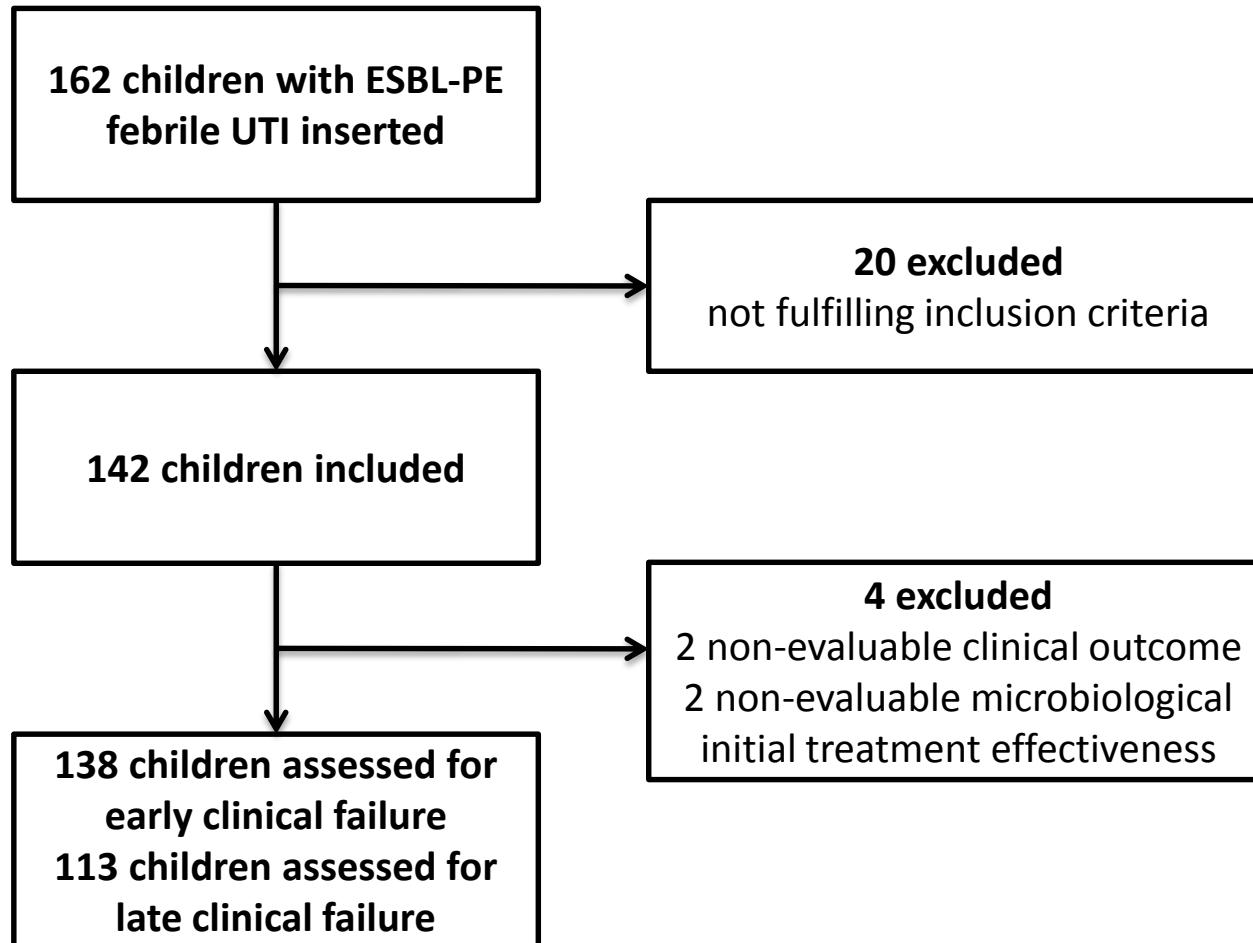 162 children with ESBL-PE
febrile UTI inserted
20 excluded
not fulfilling inclusion criteria
142 children included
4 excluded
2 non-evaluable clinical outcome
2 non-evaluable microbiological
initial treatment effectiveness
138 children assessed for
early clinical failure
113 children assessed for
late clinical failure